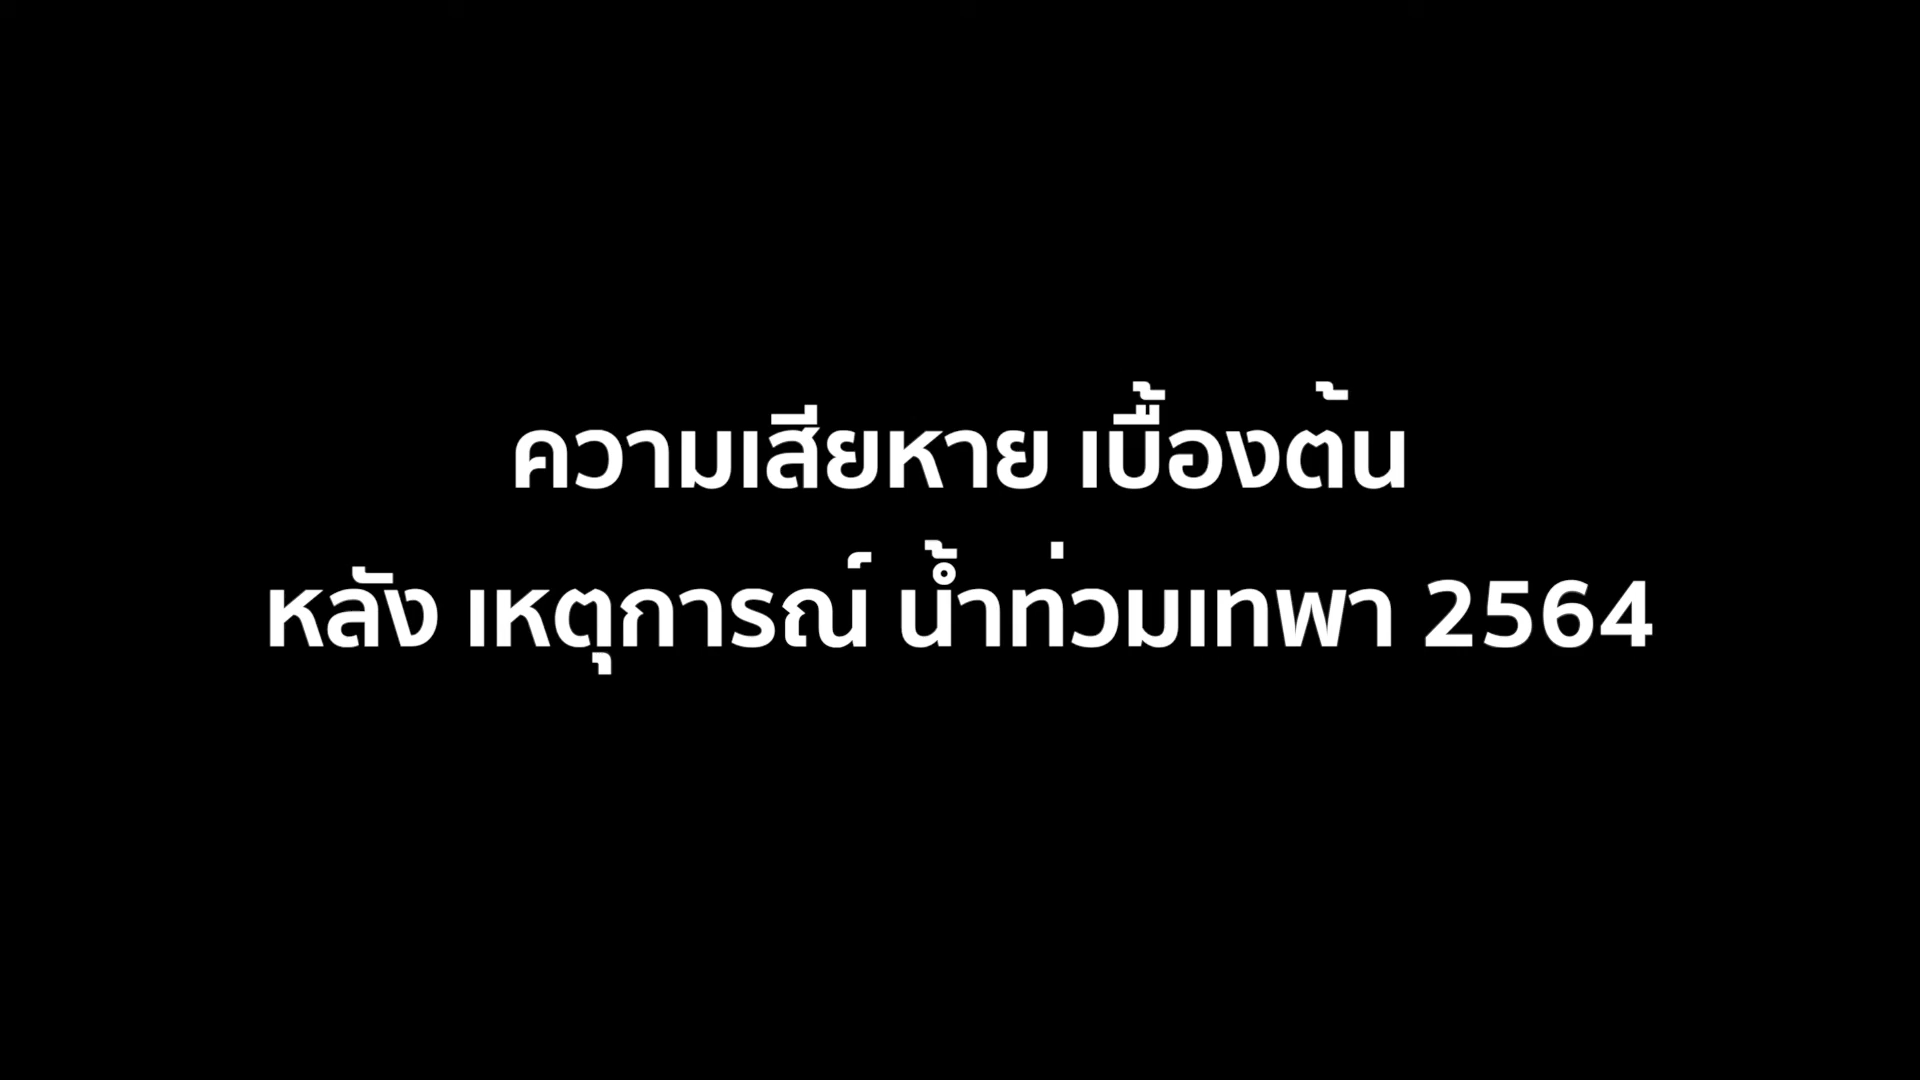 ความเสียหาย เบื้องต้น
หลัง เหตุการณ์ น้ำท่วมเทพา 2564